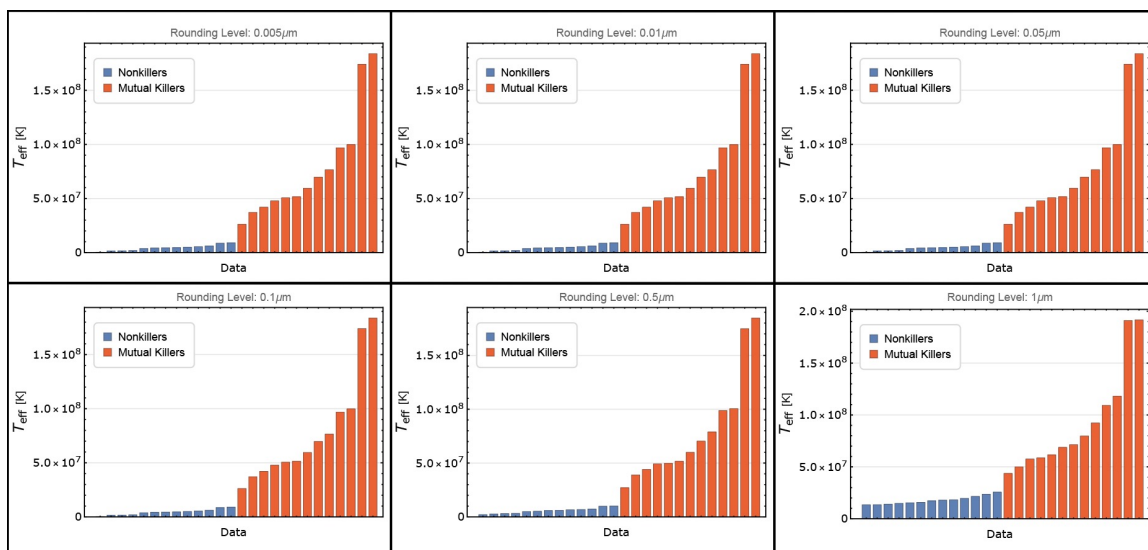 Rounding Level: 0.005μm
Nonkillers
Mutual Killers
1.5 × 10⁸
1.0 × 10⁸
5.0 × 10⁷
0
T_eff [K]
Data
Rounding Level: 0.01μm
Nonkillers
Mutual Killers
1.5 × 10⁸
1.0 × 10⁸
5.0 × 10⁷
0
T_eff [K]
Data
Rounding Level: 0.05μm
Nonkillers
Mutual Killers
1.5 × 10⁸
1.0 × 10⁸
5.0 × 10⁷
0
T_eff [K]
Data
Rounding Level: 0.1μm
Nonkillers
Mutual Killers
1.5 × 10⁸
1.0 × 10⁸
5.0 × 10⁷
0
T_eff [K]
Data
Rounding Level: 0.5μm
Nonkillers
Mutual Killers
1.5 × 10⁸
1.0 × 10⁸
5.0 × 10⁷
0
T_eff [K]
Data
Rounding Level: 1μm
2.0 × 10⁸
Nonkillers
Mutual Killers
1.5 × 10⁸
1.0 × 10⁸
5.0 × 10⁷
0
T_eff [K]
Data